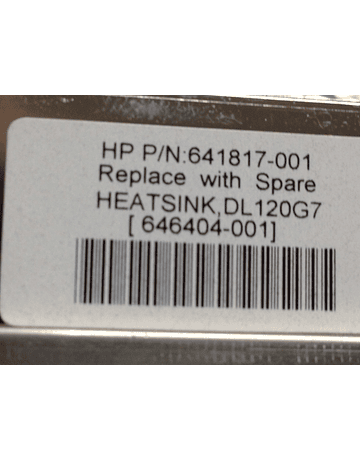 HP P/N:641817-001
Replace with Spare
HEATSINK,DL120G7
[ 646404-001]